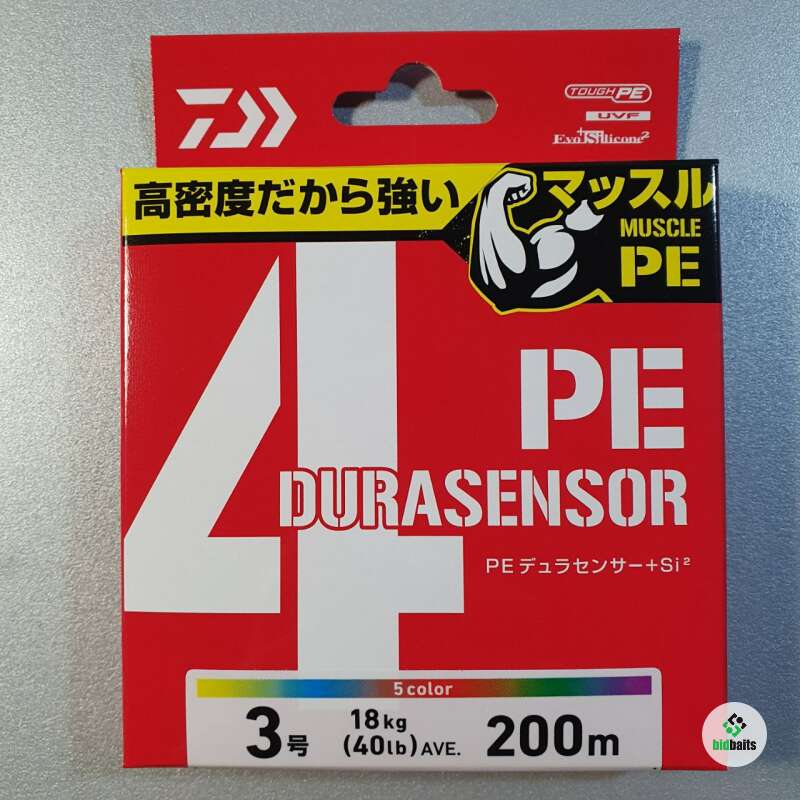 TOUGH PE
UVF
Evo+Silicone²
高密度だから強い
マッスル
MUSCLE
PE
4
PE
DURASENSOR
PEデュラセンサー+Si²
5color
3号
18kg
(40lb) AVE.
200m
bidbaits